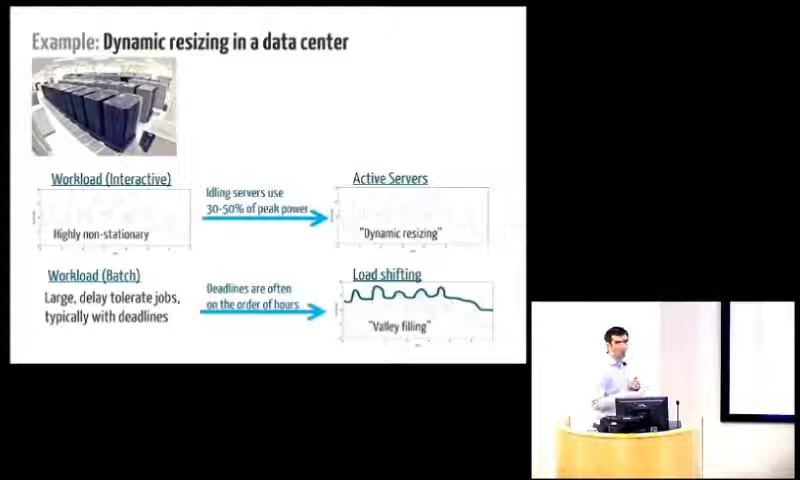 Example: Dynamic resizing in a data center
Workload (Interactive)
Highly non-stationary
Idling servers use
30-50% of peak power
Active Servers
"Dynamic resizing"
Workload (Batch)
Large, delay tolerate jobs,
typically with deadlines
Deadlines are often
on the order of hours
Load shifting
"Valley filling"